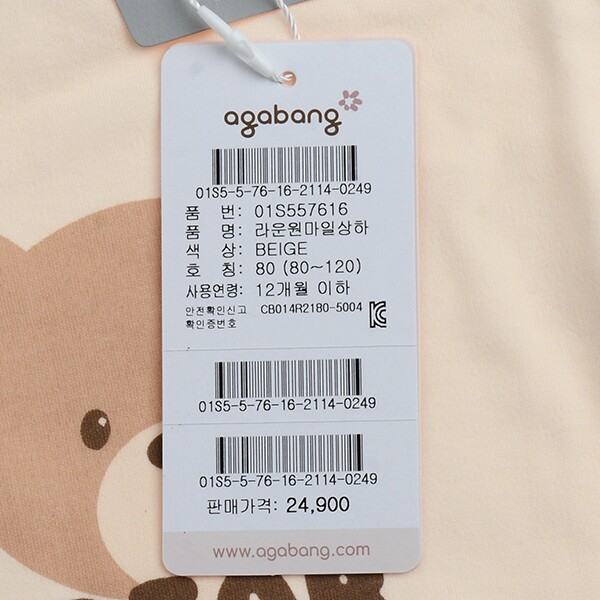 agabang
01S5-5-76-16-2114-0249
품 번: 01S557616
품 명: 라운원마일상하
색 상: BEIGE
호 칭: 80 (80~120)
사용연령: 12개월 이하
안전확인신고 CB014R2180-5004
확인증번호
01S5-5-76-16-2114-0249
01S5-5-76-16-2114-0249
판매가격: 24,900
www.agabang.com